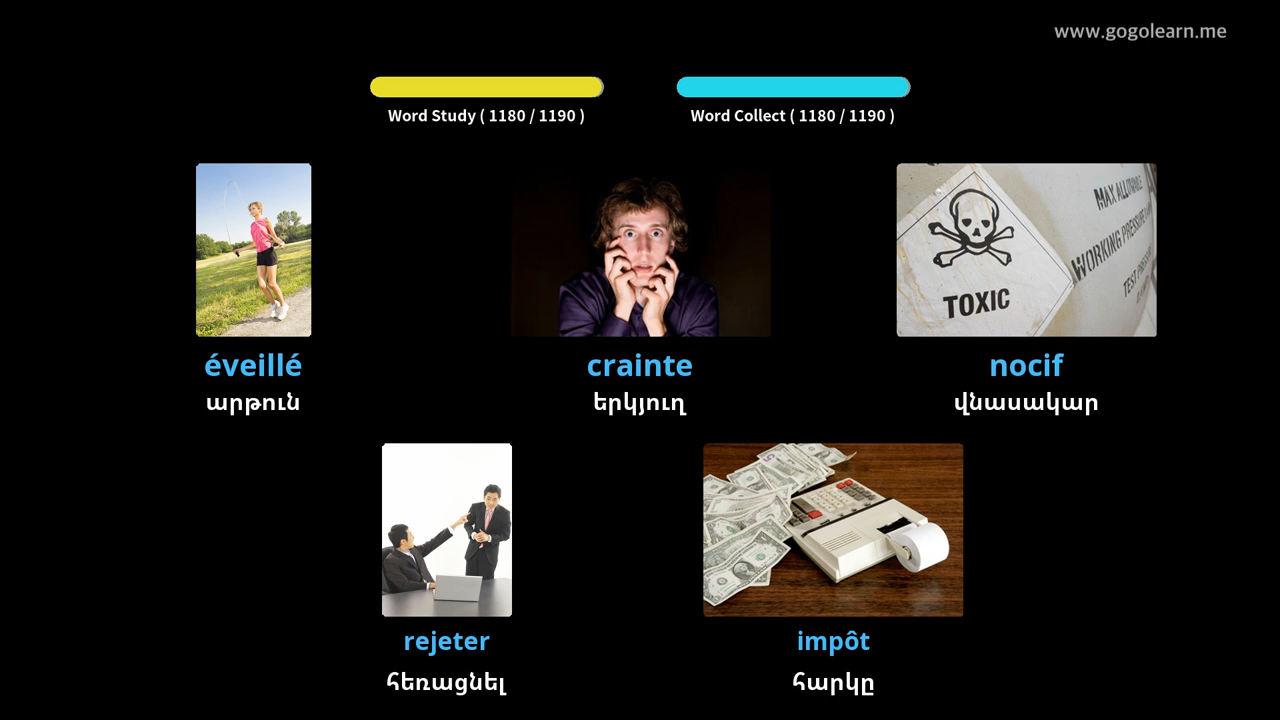 www.gogolearn.me
Word Study ( 1180 / 1190 )
Word Collect ( 1180 / 1190 )
MAX ALLOWABLE
WORKING PRESSURE
TEST
TOXIC
éveillé
արթուն
crainte
երկյուղ
nocif
վնասակար
rejeter
հեռացնել
impôt
հարկը